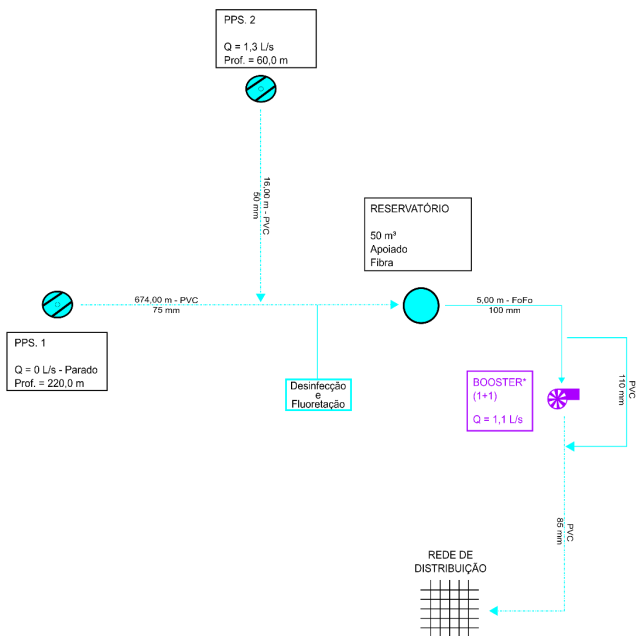 PPS. 2
Q = 1,3 L/s
Prof. = 60,0 m
16,00 m - PVC
50 mm
RESERVATÓRIO
50 m³
Apoiado
Fibra
674,00 m - PVC
75 mm
5,00 m - FoFo
100 mm
PPS. 1
Q = 0 L/s - Parado
Prof. = 220,0 m
Desinfecção
e
Fluoretação
BOOSTER*
(1+1)
Q = 1,1 L/s
PVC
110 mm
PVC
85 mm
REDE DE
DISTRIBUIÇÃO